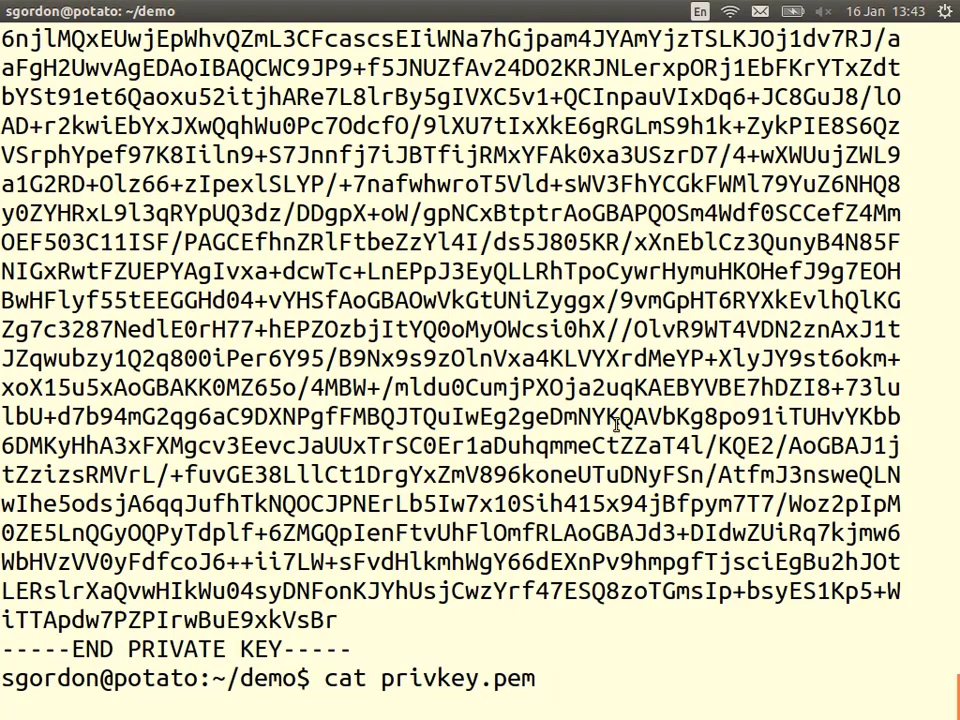 sgordon@potato: ~/demo
En
16 Jan 13:43
6njlMQxEUwjEpWhvQZmL3CFcascsEIiWNa7hGjpam4JYAmYjzTSLKJOj1dv7RJ/a
aFgH2UwvAgEDAoIBAQCWC9JP9+f5JNUZfAv24DO2KRJNLerxpORj1EbFKrYTxZdt
bYSt91et6Qaoxu52itjhARe7L8lrBy5gIVXC5v1+QCInpauVIxDq6+JC8GuJ8/lO
AD+r2kwiEbYxJXwQqhWu0Pc7OdcfO/9lXU7tIxXkE6gRGLmS9h1k+ZykPIE8S6Qz
VSrphYpef97K8Iiln9+S7Jnnfj7iJBTfijRMxYFAk0xa3USzrD7/4+wXWUujZWL9
a1G2RD+Olz66+zIpexlSLYP/+7nafwhwroT5Vld+sWV3FhYCGkFWMl79YuZ6NHQ8
y0ZYHRxL9l3qRYpUQ3dz/DDgpX+oW/gpNCxBtptrAoGBAPQOSm4Wdf0SCCefZ4Mm
OEF503C11ISF/PAGCEfhnZRlFtbeZzYl4I/ds5J805KR/xXnEblCz3QunyB4N85F
NIGxRwtFZUEPYAgIvxa+dcwTc+LnEPpJ3EyQLLRhTpoCywrHymuHKOHefJ9g7EOH
BwHFlyf55tEEGGHd04+vYHSfAoGBAOwVkGtUNiZyggx/9vmGpHT6RYXkEvlhQlKG
Zg7c3287NedlE0rH77+hEPZOzbjItYQ0oMyOWcsi0hX//OlvR9WT4VDN2znAxJ1t
JZqwubzy1Q2q800iPer6Y95/B9Nx9s9zOlnVxa4KLVYXrdMeYP+XlyJY9st6okm+
xoX15u5xAoGBAKK0MZ65o/4MBW+/mldu0CumjPXOja2uqKAEBYVBE7hDZI8+73lu
lbU+d7b94mG2qg6aC9DXNPgfFMBQJTQuIwEg2geDmNYKQAVbKg8po91iTUHvYKbb
6DMKyHhA3xFXMgcv3EevcJaUUxTrSC0Er1aDuhqmmeCtZZaT4l/KQE2/AoGBAJ1j
tZzizsRMVrL/+fuvGE38LllCt1DrgYxZmV896koneUTuDNyFSn/AtfmJ3nsweQLN
wIhe5odsjA6qqJufhTkNQOCJPNErLb5Iw7x10Sih415x94jBfpym7T7/Woz2pIpM
0ZE5LnQGyOQPyTdplf+6ZMGQpIenFtvUhFlOmfRLAoGBAJd3+DIdwZUiRq7kjmw6
WbHVzVV0yFdfcoJ6++ii7LW+sFvdHlkmhWgY66dEXnPv9hmpgfTjsciEgBu2hJOt
LERslrXaQvwHIkWu04syDNFonKJYhUsjCwzYrf47ESQ8zoTGmsIp+bsyES1Kp5+W
iTTApdw7PZPIrwBuE9xkVsBr
-----END PRIVATE KEY-----
sgordon@potato:~/demo$ cat privkey.pem